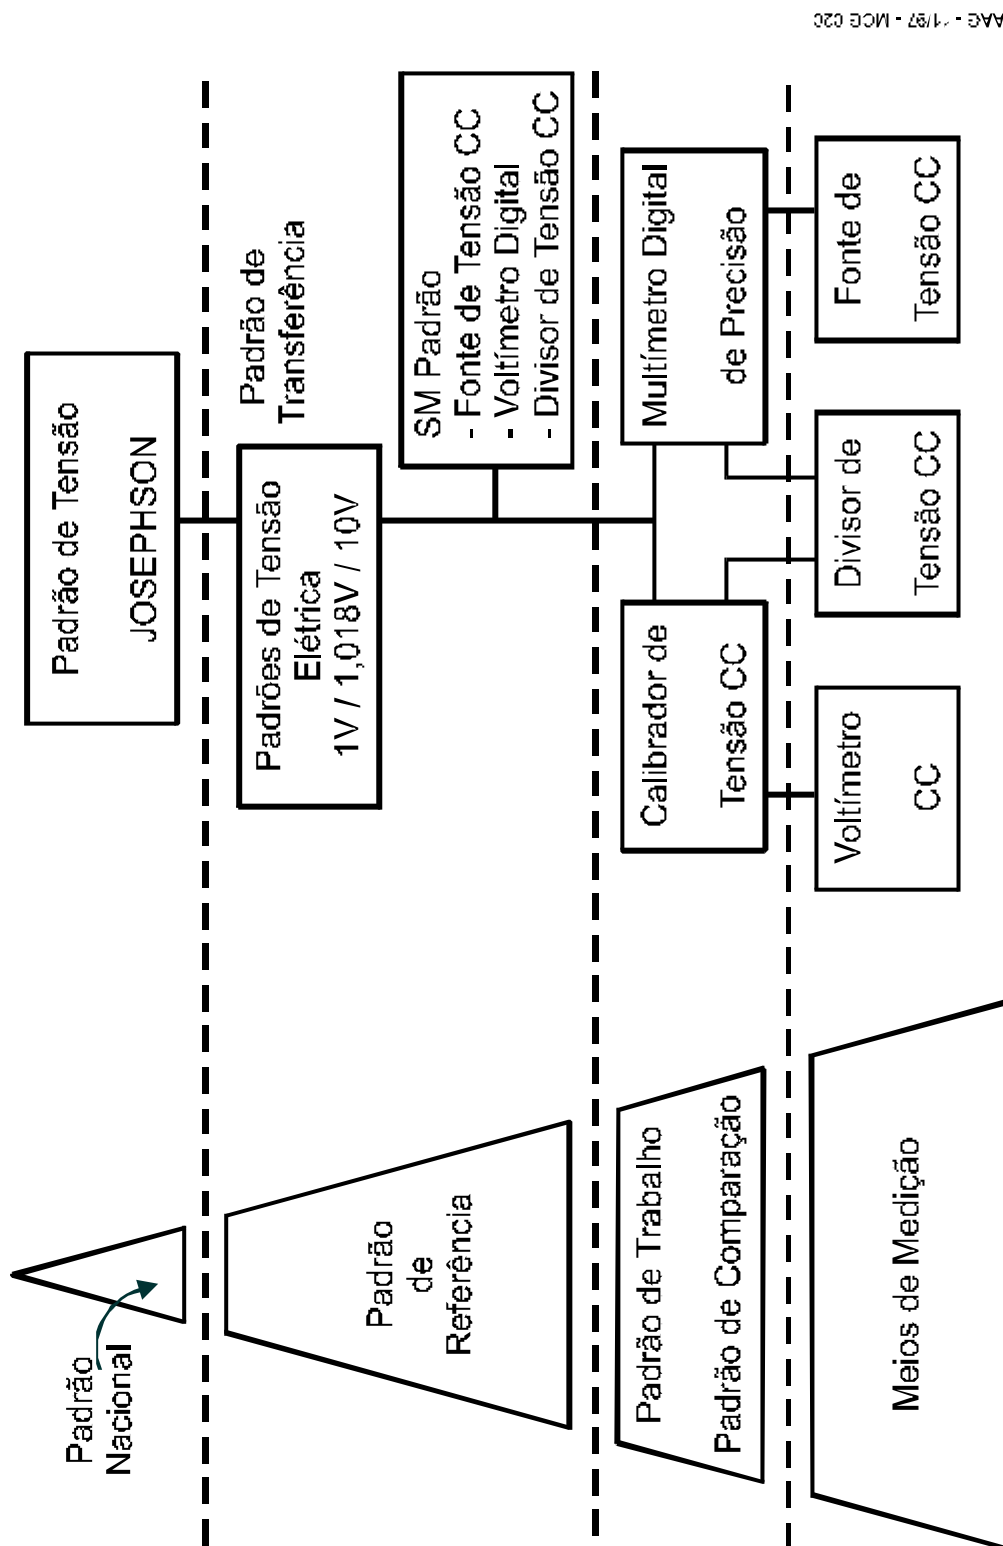 Padrão
Nacional
Padrão
de
Referência
Padrão de Trabalho
Padrão de Comparação
Meios de Medição
Padrão de Tensão
JOSEPHSON
Padrões de Tensão
Elétrica
1V / 1,018V / 10V
Padrão de
Transferência
SM Padrão
- Fonte de Tensão CC
- Voltímetro Digital
- Divisor de Tensão CC
Calibrador de
Tensão CC
Multímetro Digital
de Precisão
Voltímetro
CC
Divisor de
Tensão CC
Fonte de
Tensão CC